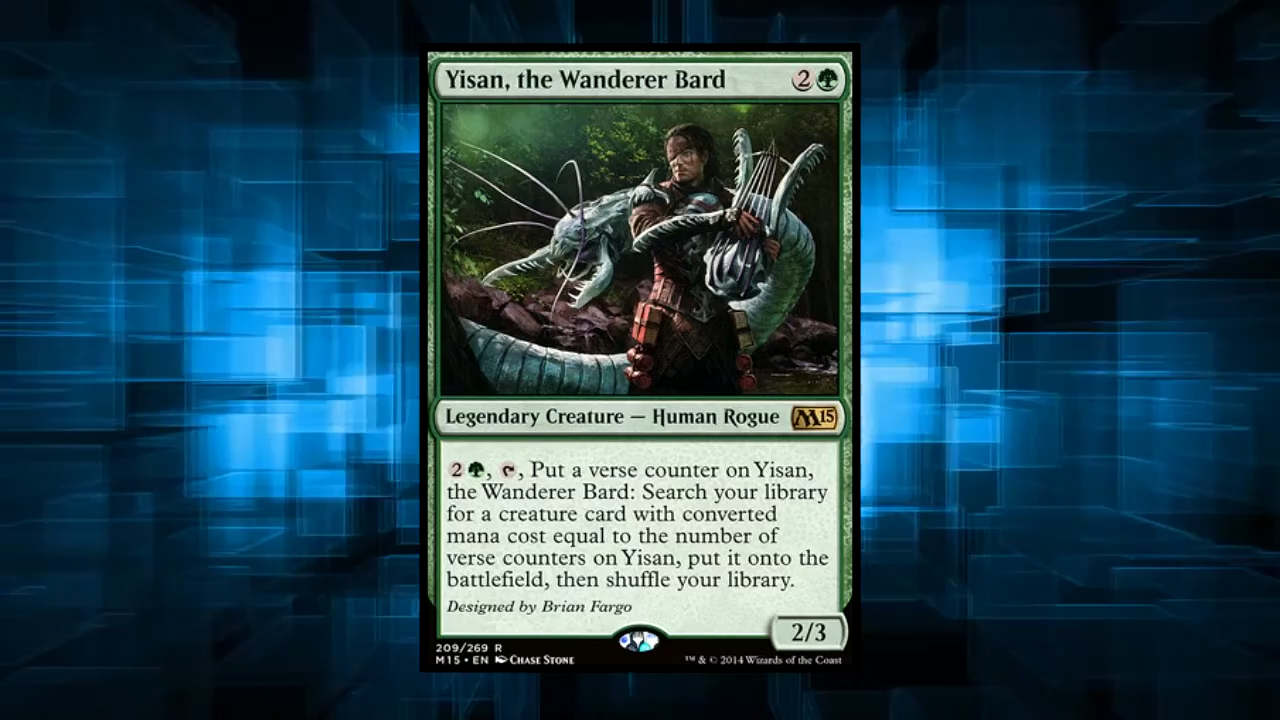 Yisan, the Wanderer Bard 2
Legendary Creature — Human Rogue M15
2 , , Put a verse counter on Yisan,
the Wanderer Bard: Search your library
for a creature card with converted
mana cost equal to the number of
verse counters on Yisan, put it onto the
battlefield, then shuffle your library.
Designed by Brian Fargo
2/3
209/269 R
M15 • EN Chase Stone
™ & © 2014 Wizards of the Coast